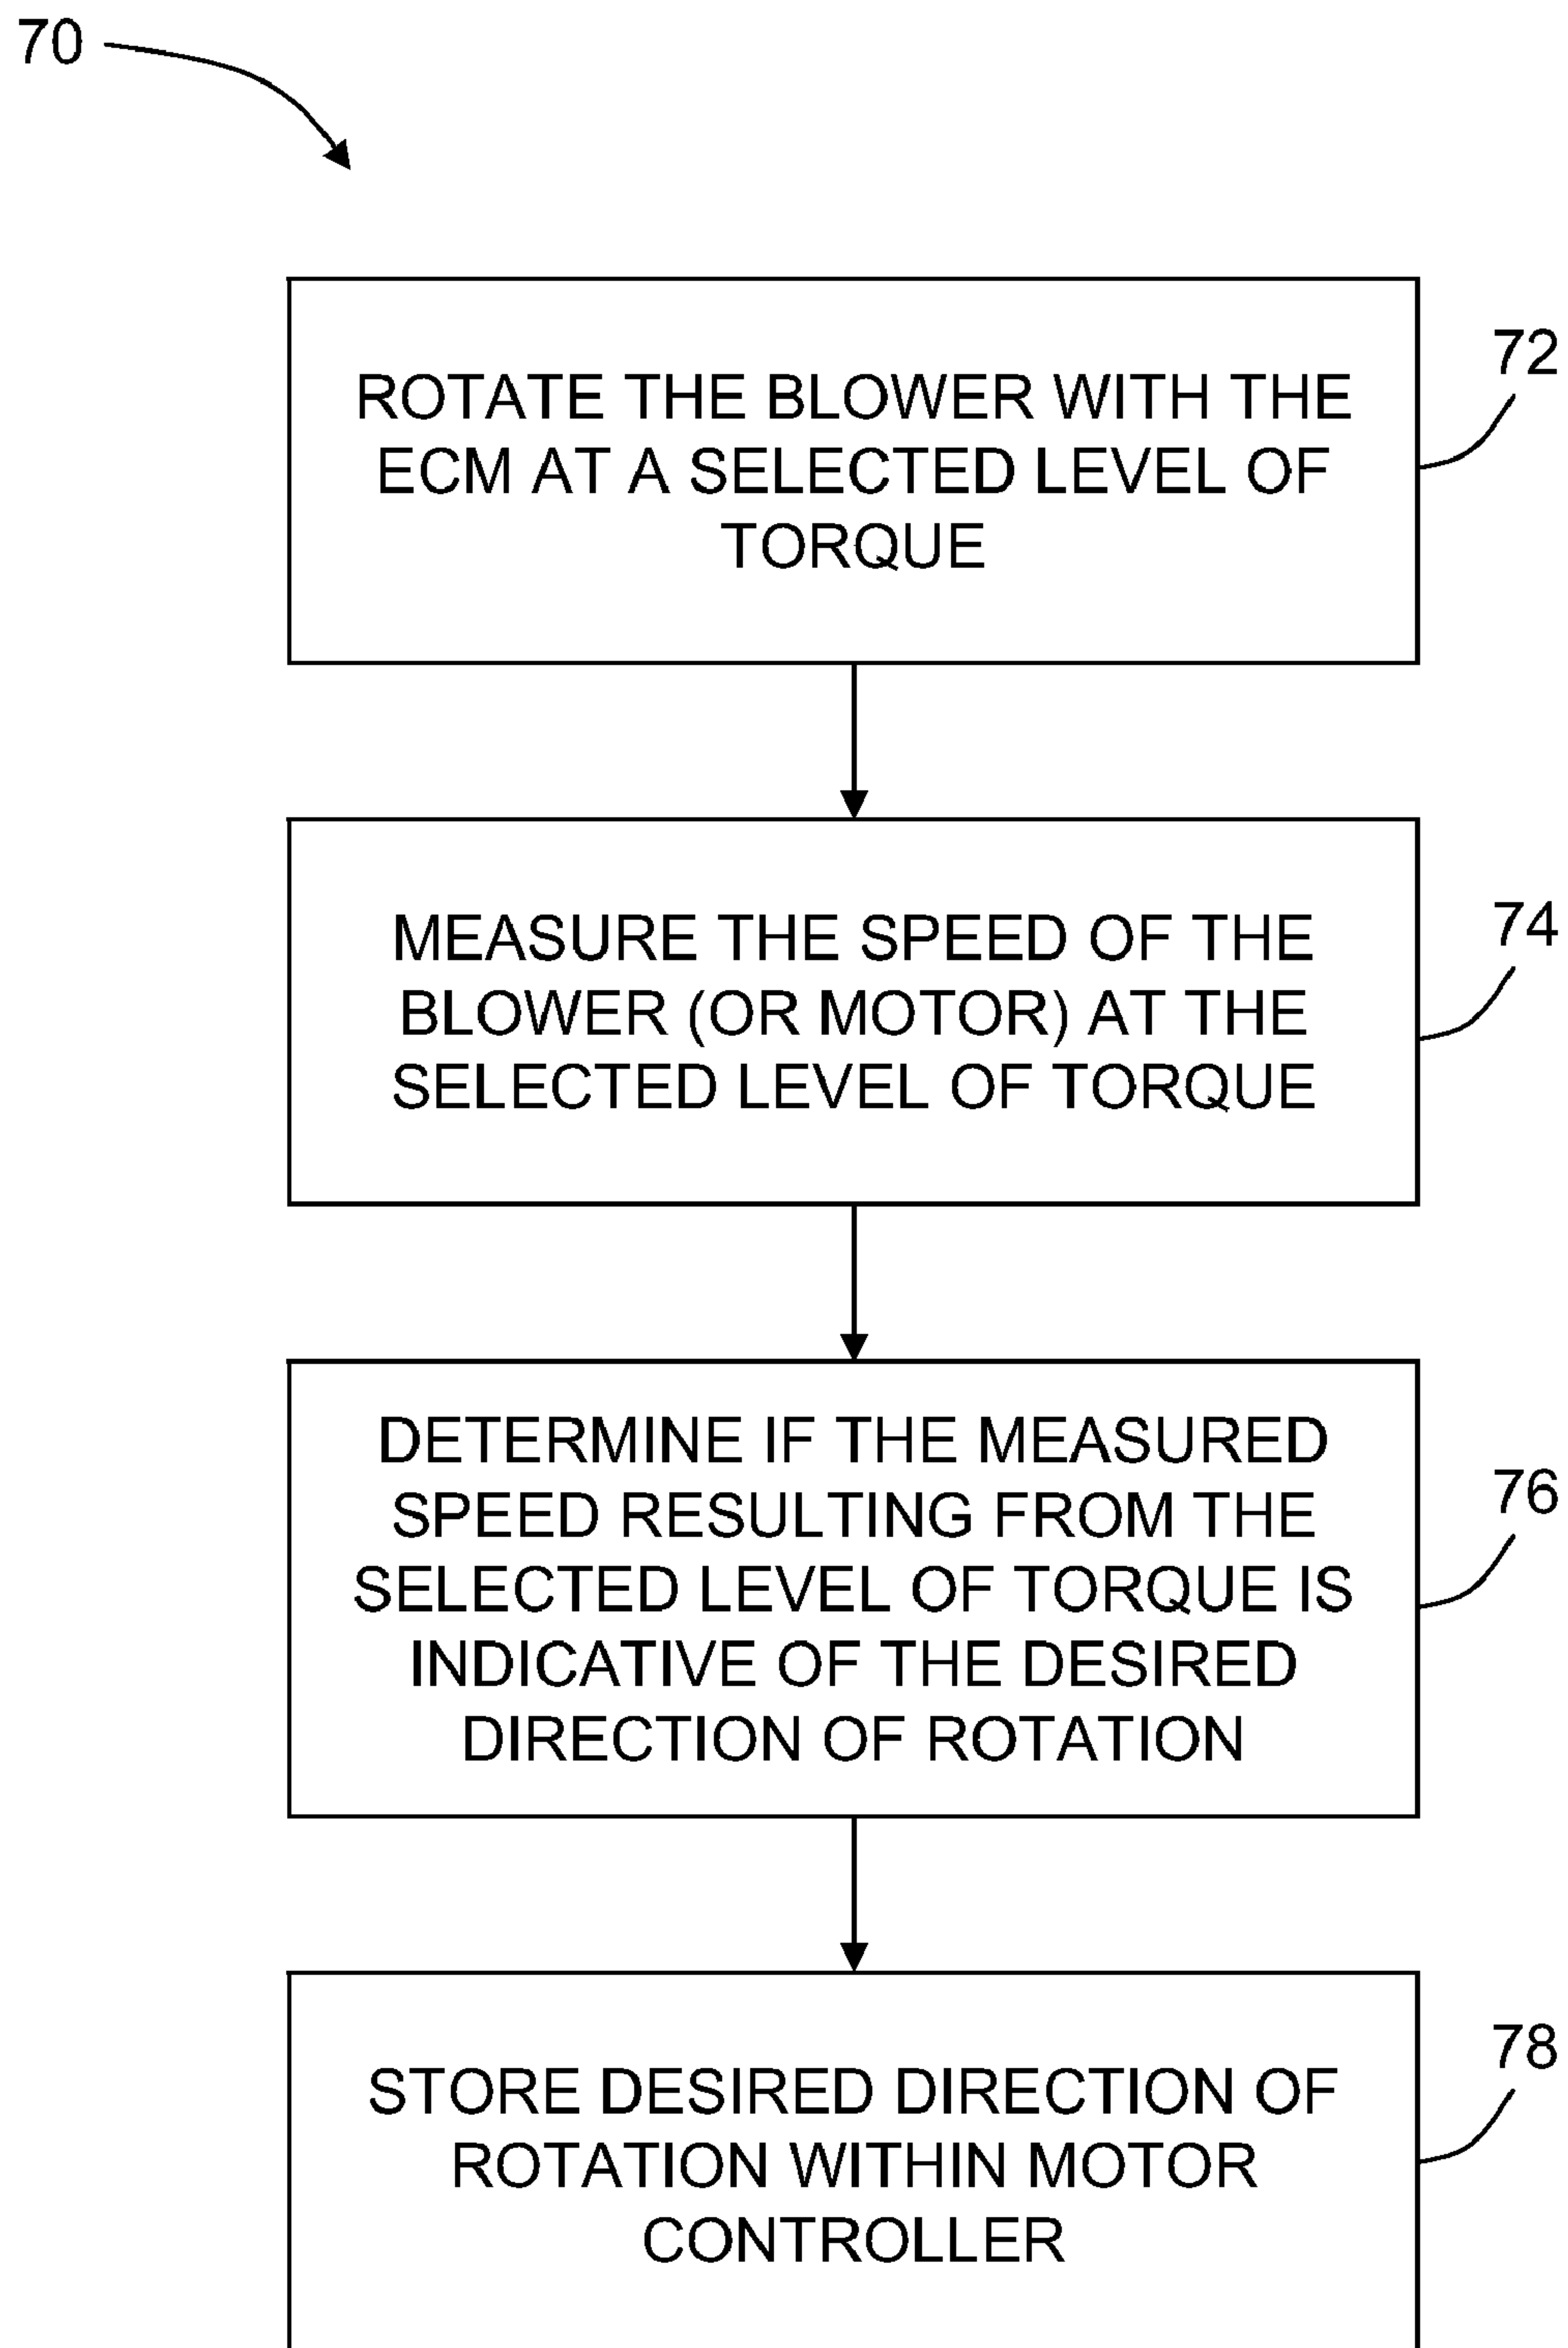 70
ROTATE THE BLOWER WITH THE
ECM AT A SELECTED LEVEL OF
TORQUE
72
MEASURE THE SPEED OF THE
BLOWER (OR MOTOR) AT THE
SELECTED LEVEL OF TORQUE
74
DETERMINE IF THE MEASURED
SPEED RESULTING FROM THE
SELECTED LEVEL OF TORQUE IS
INDICATIVE OF THE DESIRED
DIRECTION OF ROTATION
76
STORE DESIRED DIRECTION OF
ROTATION WITHIN MOTOR
CONTROLLER
78